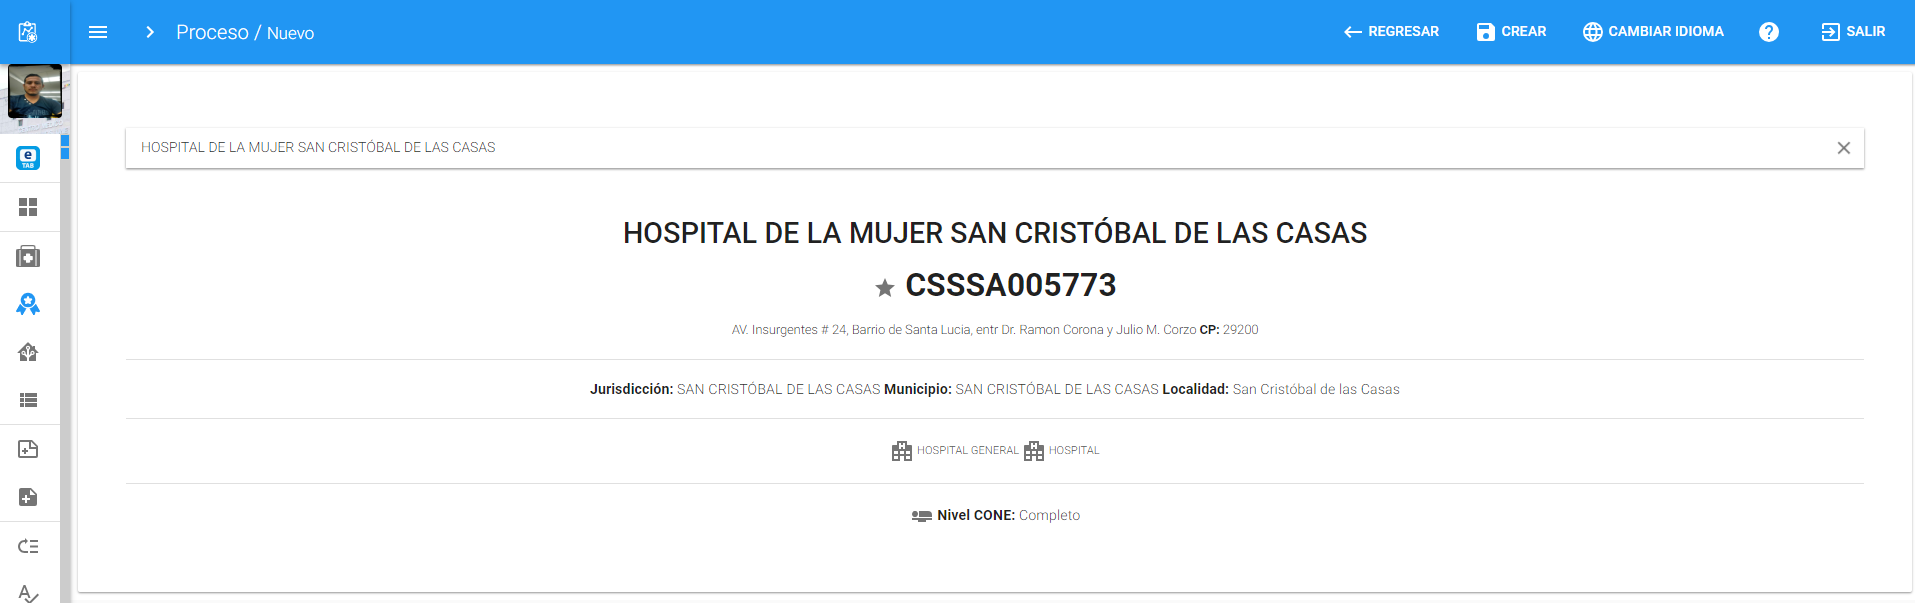 Proceso / Nuevo
REGRESAR
CREAR
CAMBIAR IDIOMA
?
SALIR
e
TAB
HOSPITAL DE LA MUJER SAN CRISTÓBAL DE LAS CASAS
HOSPITAL DE LA MUJER SAN CRISTÓBAL DE LAS CASAS
CSSSA005773
AV. Insurgentes # 24, Barrio de Santa Lucia, entr Dr. Ramon Corona y Julio M. Corzo CP: 29200
Jurisdicción: SAN CRISTÓBAL DE LAS CASAS Municipio: SAN CRISTÓBAL DE LAS CASAS Localidad: San Cristóbal de las Casas
HOSPITAL GENERAL HOSPITAL
Nivel CONE: Completo